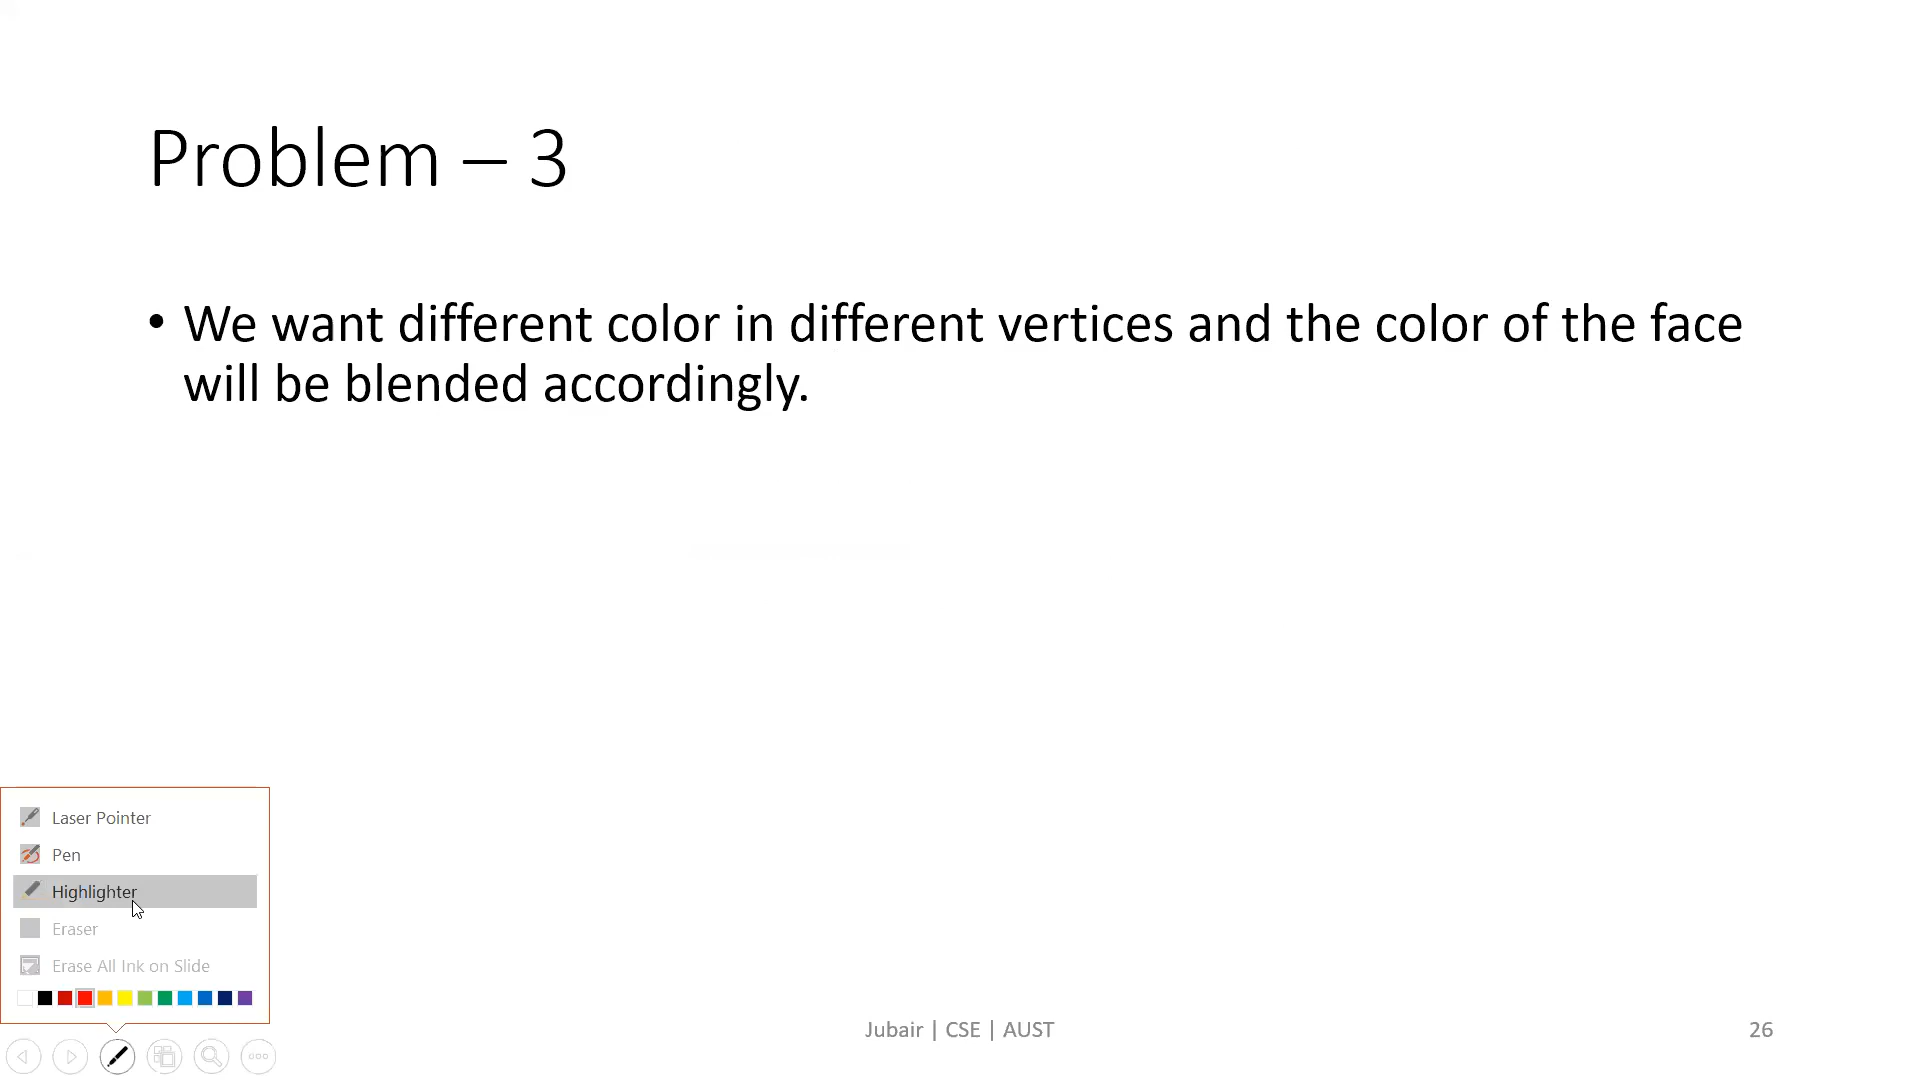 Problem – 3
• We want different color in different vertices and the color of the face
will be blended accordingly.
Laser Pointer
Pen
Highlighter
Eraser
Erase All Ink on Slide
Jubair | CSE | AUST
26